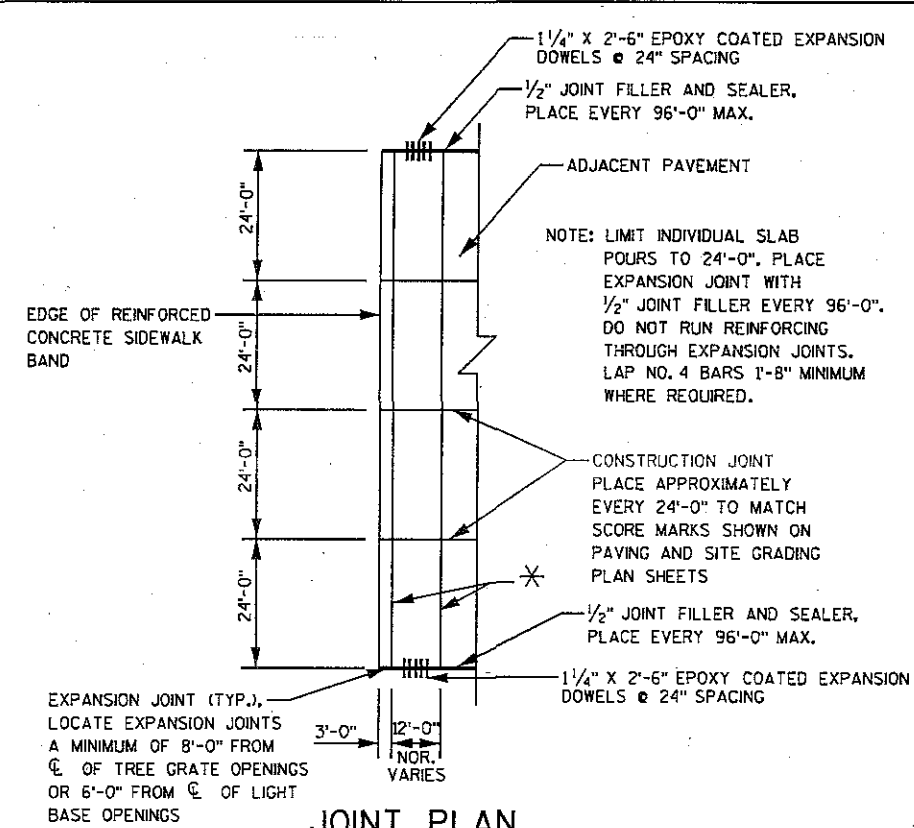 1 1/4" X 2'-6" EPOXY COATED EXPANSION
DOWELS @ 24" SPACING
1/2" JOINT FILLER AND SEALER,
PLACE EVERY 96'-0" MAX.
ADJACENT PAVEMENT
NOTE: LIMIT INDIVIDUAL SLAB
POURS TO 24'-0". PLACE
EXPANSION JOINT WITH
1/2" JOINT FILLER EVERY 96'-0".
DO NOT RUN REINFORCING
THROUGH EXPANSION JOINTS.
LAP NO. 4 BARS 1'-8" MINIMUM
WHERE REQUIRED.
24'-0"
24'-0"
24'-0"
24'-0"
EDGE OF REINFORCED
CONCRETE SIDEWALK
BAND
CONSTRUCTION JOINT
PLACE APPROXIMATELY
EVERY 24'-0" TO MATCH
SCORE MARKS SHOWN ON
PAVING AND SITE GRADING
PLAN SHEETS
1/2" JOINT FILLER AND SEALER,
PLACE EVERY 96'-0" MAX.
1 1/4" X 2'-6" EPOXY COATED EXPANSION
DOWELS @ 24" SPACING
EXPANSION JOINT (TYP.),
LOCATE EXPANSION JOINTS
A MINIMUM OF 8'-0" FROM
℄ OF TREE GRATE OPENINGS
OR 6'-0" FROM ℄ OF LIGHT
BASE OPENINGS
3'-0"
12'-0"
NOR.
VARIES
JOINT PLAN